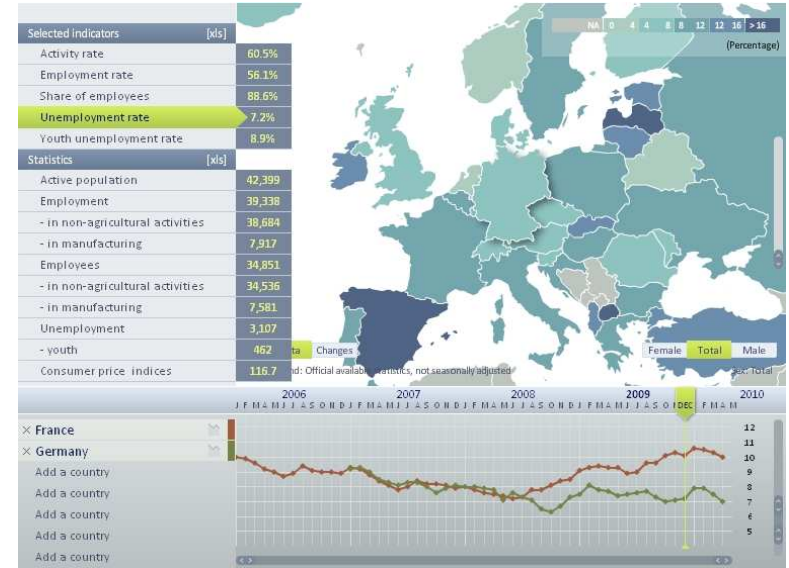 Selected indicators [xls]
Activity rate 60.5%
Employment rate 56.1%
Share of employees 88.6%
Unemployment rate 7.2%
Youth unemployment rate 8.9%
Statistics [xls]
Active population 42,399
Employment 39,338
- in non-agricultural activities 38,684
- in manufacturing 7,917
Employees 34,851
- in non-agricultural activities 34,536
- in manufacturing 7,581
Unemployment 3,107
- youth 462
Consumer price indices 116.7
NA 0 4 4 8 8 12 12 16 >16
(Percentage)
ta Changes
Female Total Male
nd: Official available statistics, not seasonally adjusted
Sex: Total
2006 2007 2008 2009 2010
J F M A M J J A S O N D J F M A M J J A S O N D J F M A M J J A S O N D J F M A M J J A S O N DEC J F M A M
× France
× Germany
Add a country
Add a country
Add a country
Add a country
Add a country
12
11
10
9
8
7
6
5